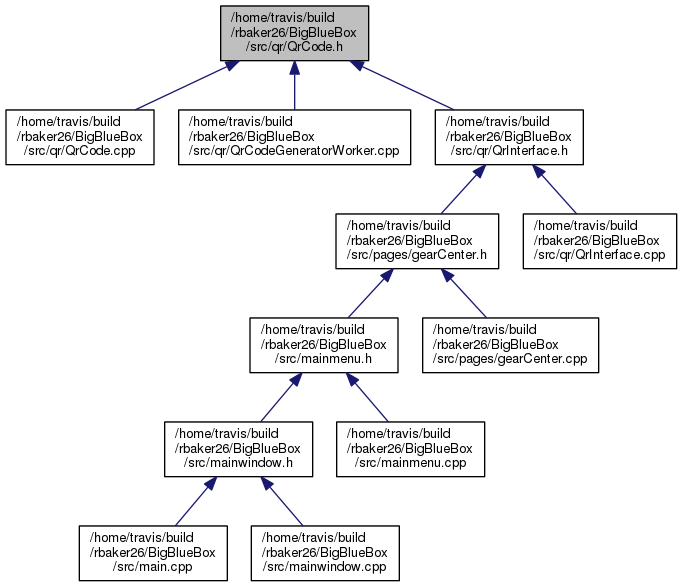 /home/travis/build
/rbaker26/BigBlueBox
/src/qr/QrCode.h
/home/travis/build
/rbaker26/BigBlueBox
/src/qr/QrCode.cpp
/home/travis/build
/rbaker26/BigBlueBox
/src/qr/QrCodeGeneratorWorker.cpp
/home/travis/build
/rbaker26/BigBlueBox
/src/qr/QrInterface.h
/home/travis/build
/rbaker26/BigBlueBox
/src/pages/gearCenter.h
/home/travis/build
/rbaker26/BigBlueBox
/src/qr/QrInterface.cpp
/home/travis/build
/rbaker26/BigBlueBox
/src/mainmenu.h
/home/travis/build
/rbaker26/BigBlueBox
/src/pages/gearCenter.cpp
/home/travis/build
/rbaker26/BigBlueBox
/src/mainwindow.h
/home/travis/build
/rbaker26/BigBlueBox
/src/mainmenu.cpp
/home/travis/build
/rbaker26/BigBlueBox
/src/main.cpp
/home/travis/build
/rbaker26/BigBlueBox
/src/mainwindow.cpp